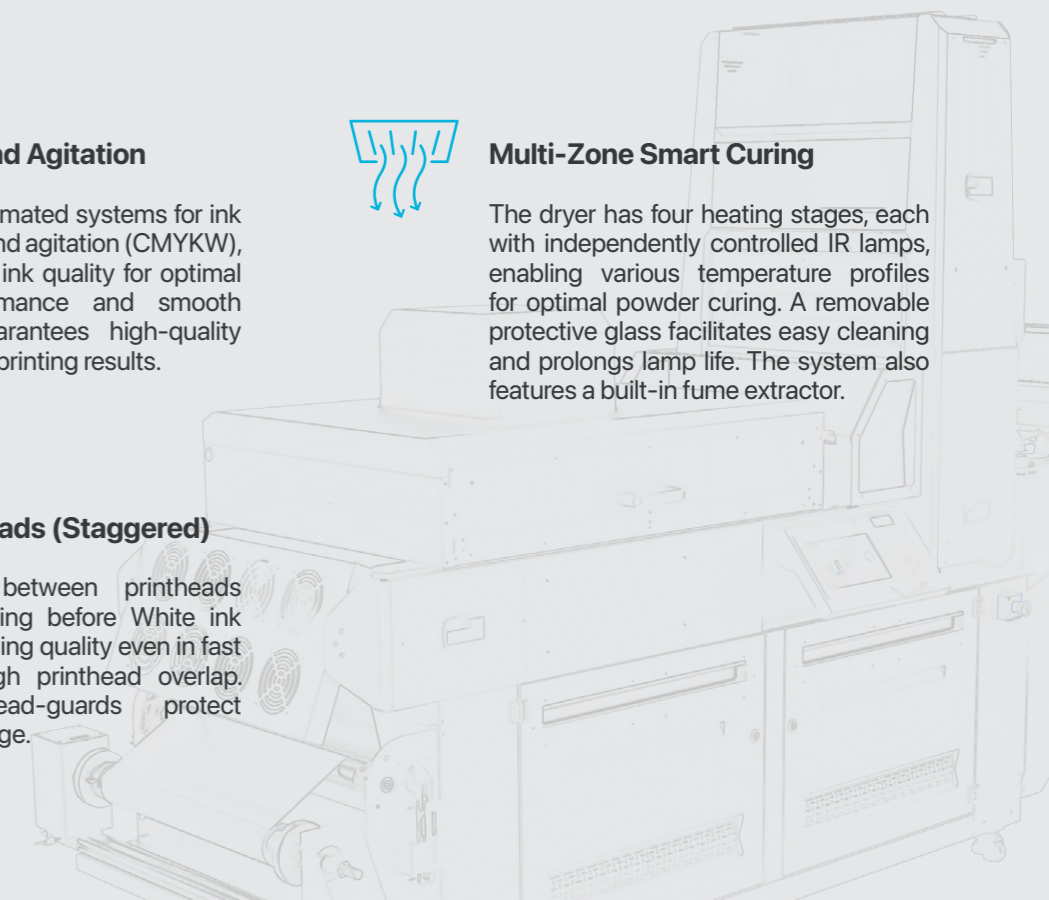 nd Agitation
mated systems for ink
nd agitation (CMYKW),
ink quality for optimal
mance and smooth
arantees high-quality
printing results.
Multi-Zone Smart Curing
The dryer has four heating stages, each
with independently controlled IR lamps,
enabling various temperature profiles
for optimal powder curing. A removable
protective glass facilitates easy cleaning
and prolongs lamp life. The system also
features a built-in fume extractor.
ads (Staggered)
between printheads
ing before White ink
ing quality even in fast
gh printhead overlap.
ead-guards protect
ge.